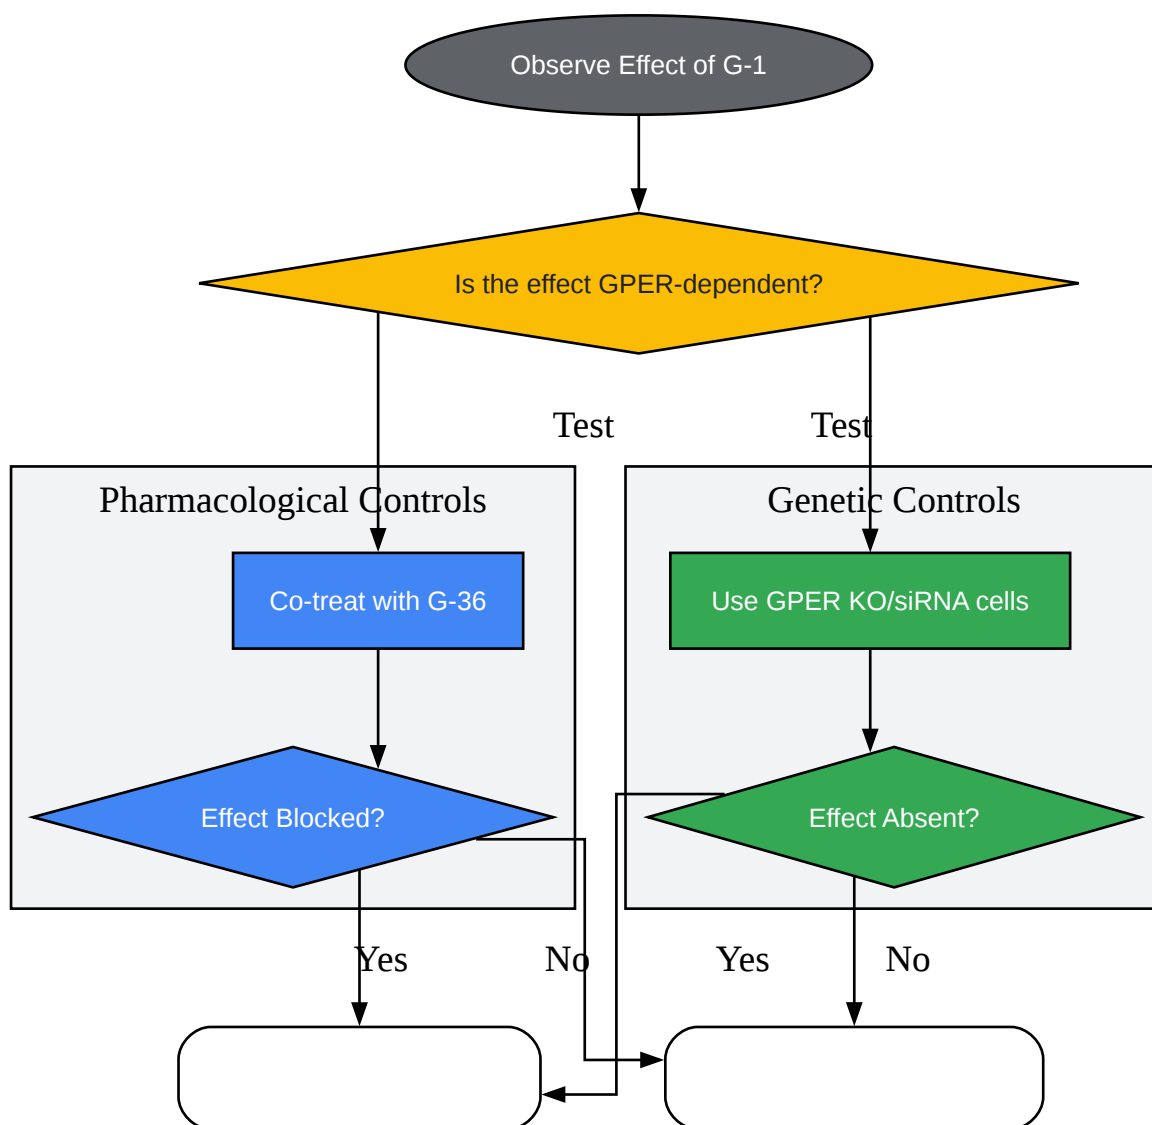 Observe Effect of G-1
Is the effect GPER-dependent?
Test
Test
Pharmacological Controls
Genetic Controls
Co-treat with G-36
Use GPER KO/siRNA cells
Effect Blocked?
Effect Absent?
Yes
No
Yes
No